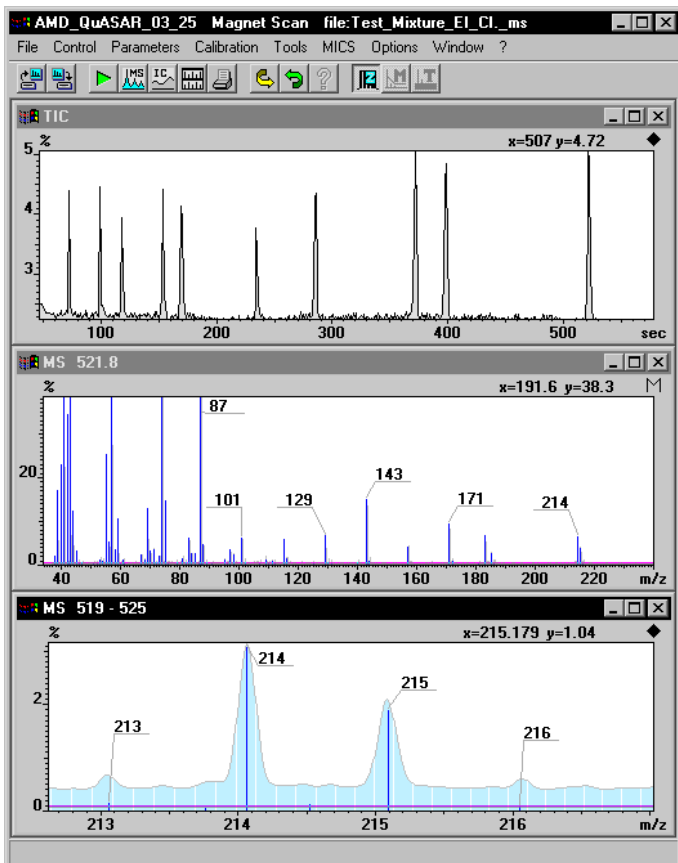 AMD_QuASAR_03_25 Magnet Scan file:Test_Mixture_EI_CI._ms
File Control Parameters Calibration Tools MICS Options Window ?
MS IC ? M T
TIC
% x=507 y=4.72
5
4
3
100 200 300 400 500 sec
MS 521.8
% x=191.6 y=38.3 M
87
20
101 129 143 171 214
0
40 60 80 100 120 140 160 180 200 220 m/z
MS 519 - 525
% x=215.179 y=1.04
214
215
2
213
216
0
213 214 215 216 m/z